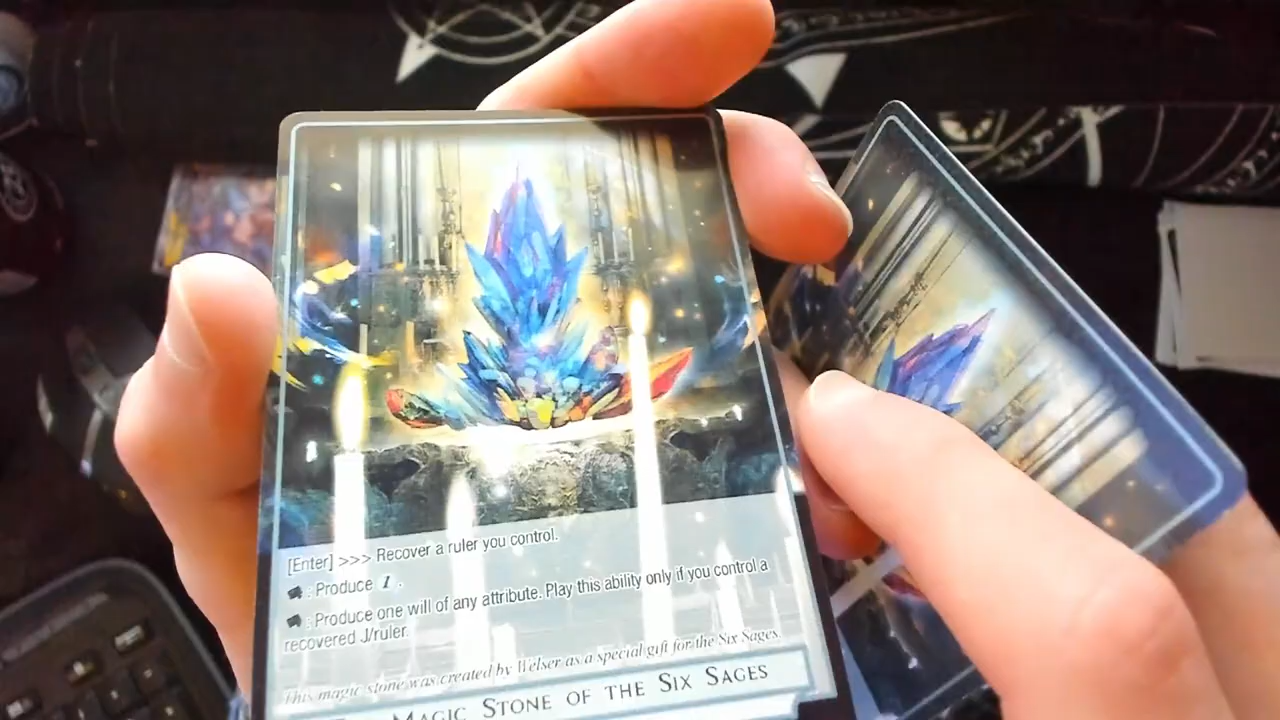 [Enter] >>> Recover a ruler you control.
: Produce 1 .
: Produce one will of any attribute. Play this ability only if you control a
recovered J/ruler.
This magic stone was created by Welser as a special gift for the Six Sages.
Magic Stone of the Six Sages